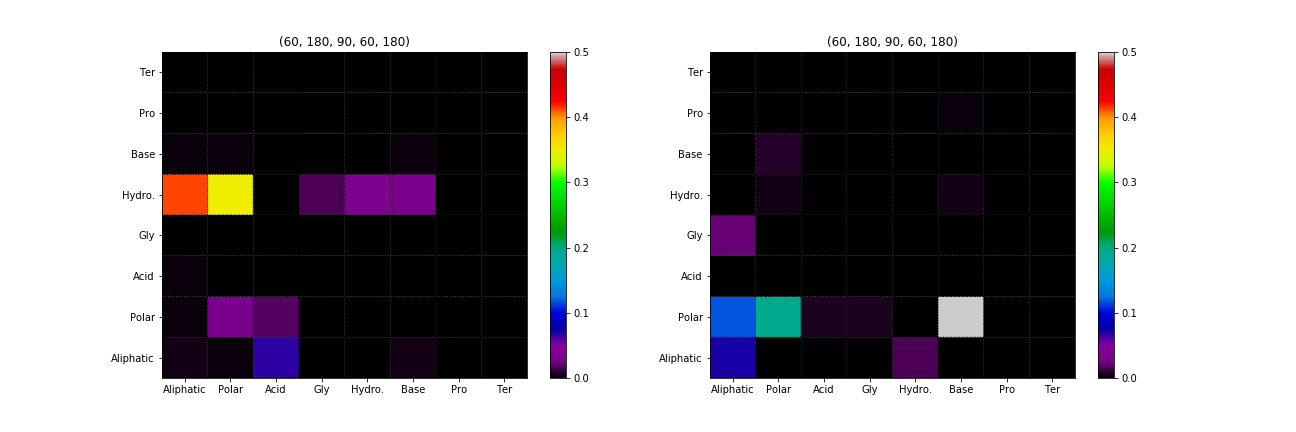 (60, 180, 90, 60, 180)
Ter
Pro
Base
Hydro.
Gly
Acid
Polar
Aliphatic
Aliphatic Polar Acid Gly Hydro. Base Pro Ter
0.5
0.4
0.3
0.2
0.1
0.0
(60, 180, 90, 60, 180)
Ter
Pro
Base
Hydro.
Gly
Acid
Polar
Aliphatic
Aliphatic Polar Acid Gly Hydro. Base Pro Ter
0.5
0.4
0.3
0.2
0.1
0.0